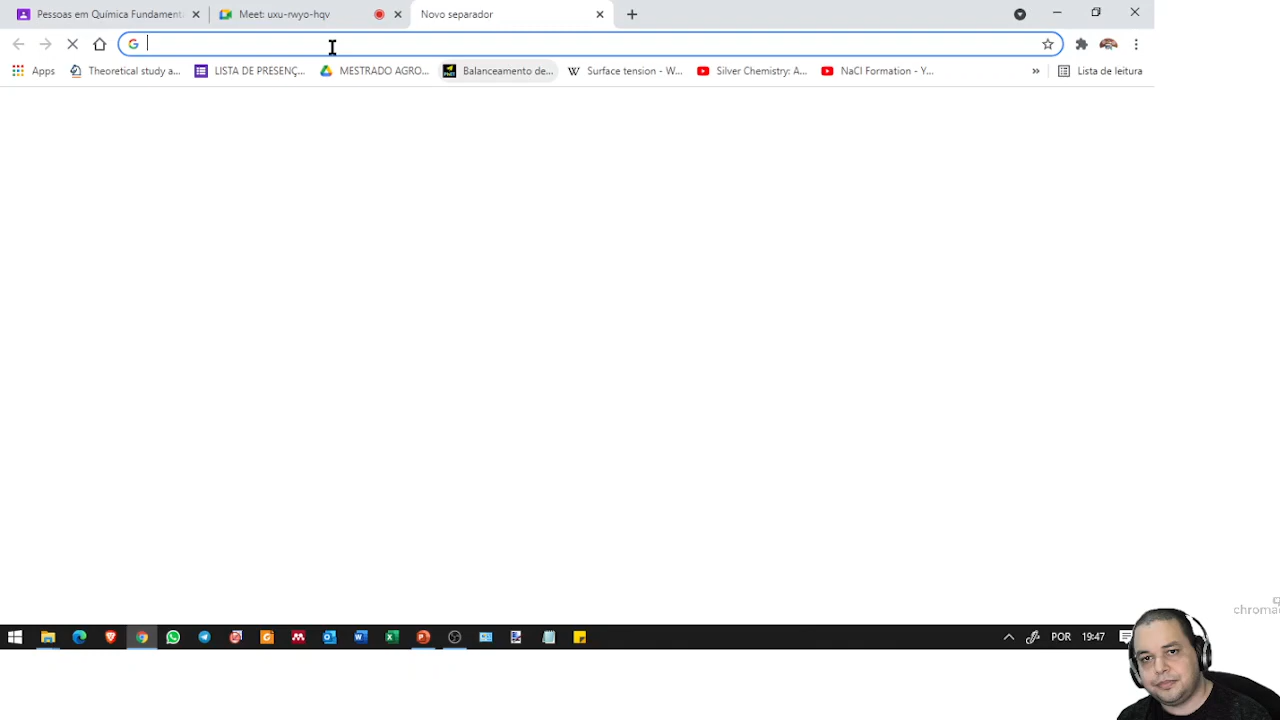 Pessoas em Química Fundament
Meet: uxu-rwyo-hqv
Novo separador
Apps
Theoretical study a...
LISTA DE PRESENÇ...
MESTRADO AGRO...
Balanceamento de...
Surface tension - W...
Silver Chemistry: A...
NaCl Formation - Y...
»
Lista de leitura
chroma
POR
19:47